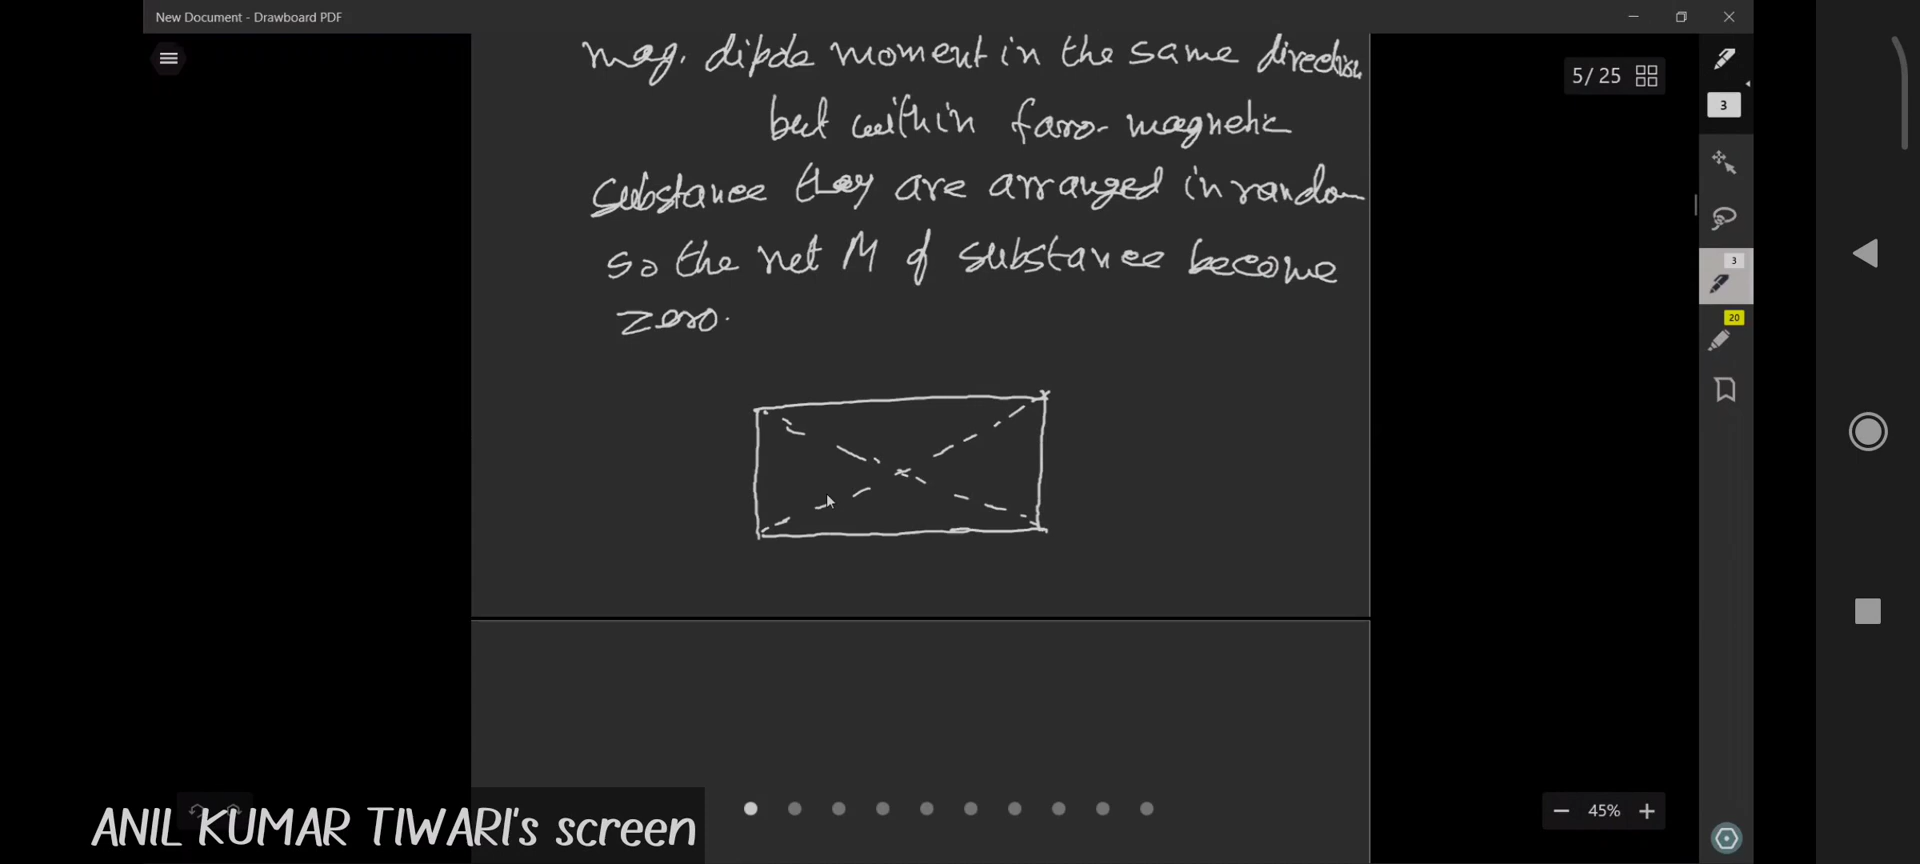 New Document - Drawboard PDF
mag. dipole moment in the same direction
5/ 25
3
but within farro-magnetic
substance they are arranged in random
so the net M of substance become
3
zero.
20
45%
ANIL KUMAR TIWARI's screen